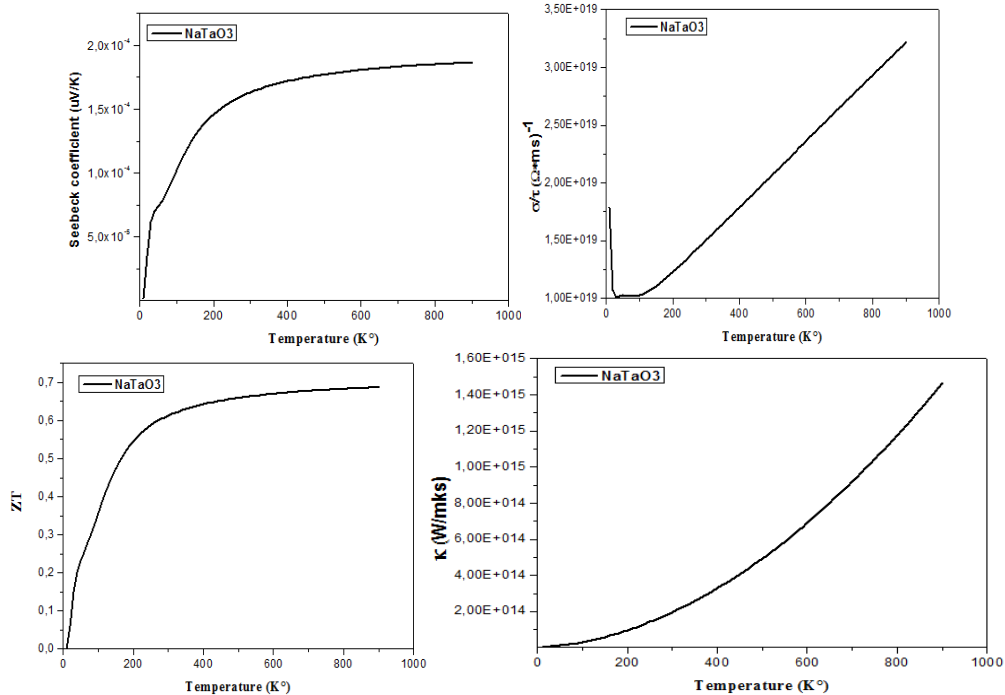 NaTaO3
2,0x10⁻⁴
1,5x10⁻⁴
1,0x10⁻⁴
5,0x10⁻⁵
Seebeck coefficient (uV/K)
0 200 400 600 800 1000
Temperature (K°)
NaTaO3
3,50E+019
3,00E+019
3,50E+019
2,00E+019
1,50E+019
1,00E+019
σ/τ (Ω*ms)⁻¹
0 200 400 600 800 1000
Temperature (K°)
NaTaO3
0,7
0,6
0,5
0,4
0,3
0,2
0,1
0,0
ZT
0 200 400 600 800 1000
Temperature (K°)
NaTaO3
1,60E+015
1,40E+015
1,20E+015
1,00E+015
8,00E+014
6,00E+014
4,00E+014
2,00E+014
κ (W/mks)
0 200 400 600 800 1000
Temperature (K°)